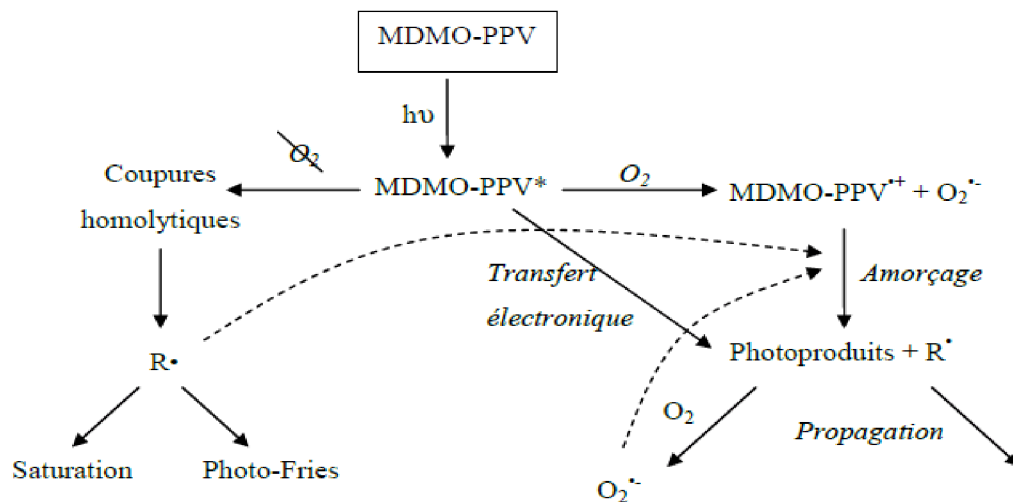 MDMO-PPV
hυ
O₂
Coupures
homolytiques
MDMO-PPV*
O₂
MDMO-PPV•⁺ + O₂•⁻
Transfert
électronique
Amorçage
R•
Photoproduits + R•
O₂
Propagation
Saturation
Photo-Fries
O₂•⁻